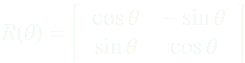 R(θ) = | cos θ  − sin θ |
| sin θ  cos θ |